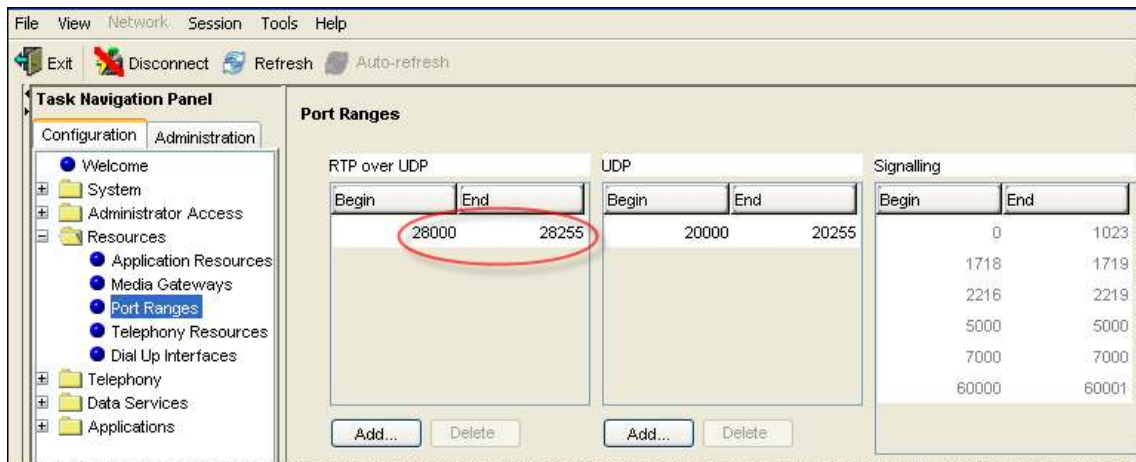 File View Network Session Tools Help
Exit Disconnect Refresh Auto-refresh
Task Navigation Panel
Configuration Administration
Welcome
System
Administrator Access
Resources
Application Resources
Media Gateways
Port Ranges
Telephony Resources
Dial Up Interfaces
Telephony
Data Services
Applications
Port Ranges
RTP over UDP
Begin End
28000 28255
Add... Delete
UDP
Begin End
20000 20255
Add... Delete
Signalling
Begin End
0 1023
1718 1719
2216 2219
5000 5000
7000 7000
60000 60001